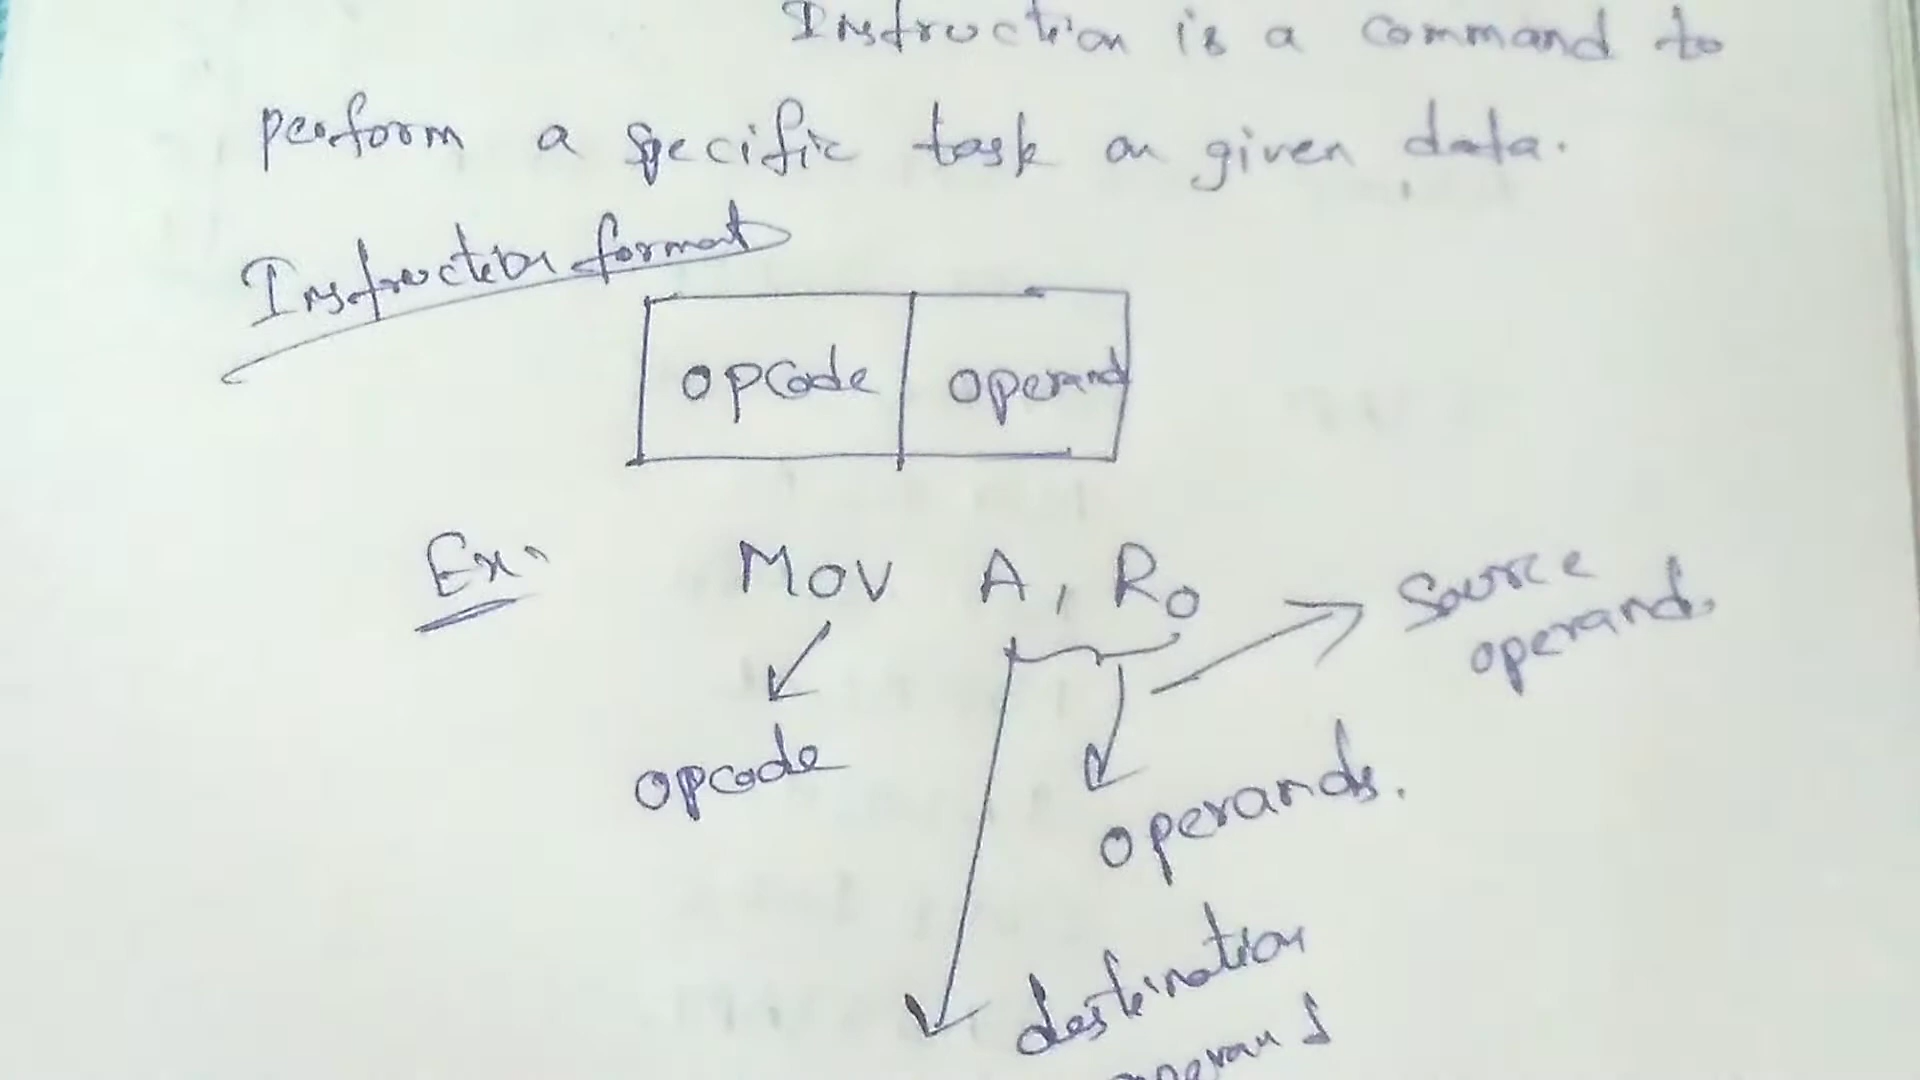 Instruction is a command to
perform a specific task on given data.
Instruction format
opcode operand
Ex:
MOV A, R0
Source
operand.
opcode
operands.
destination
operand